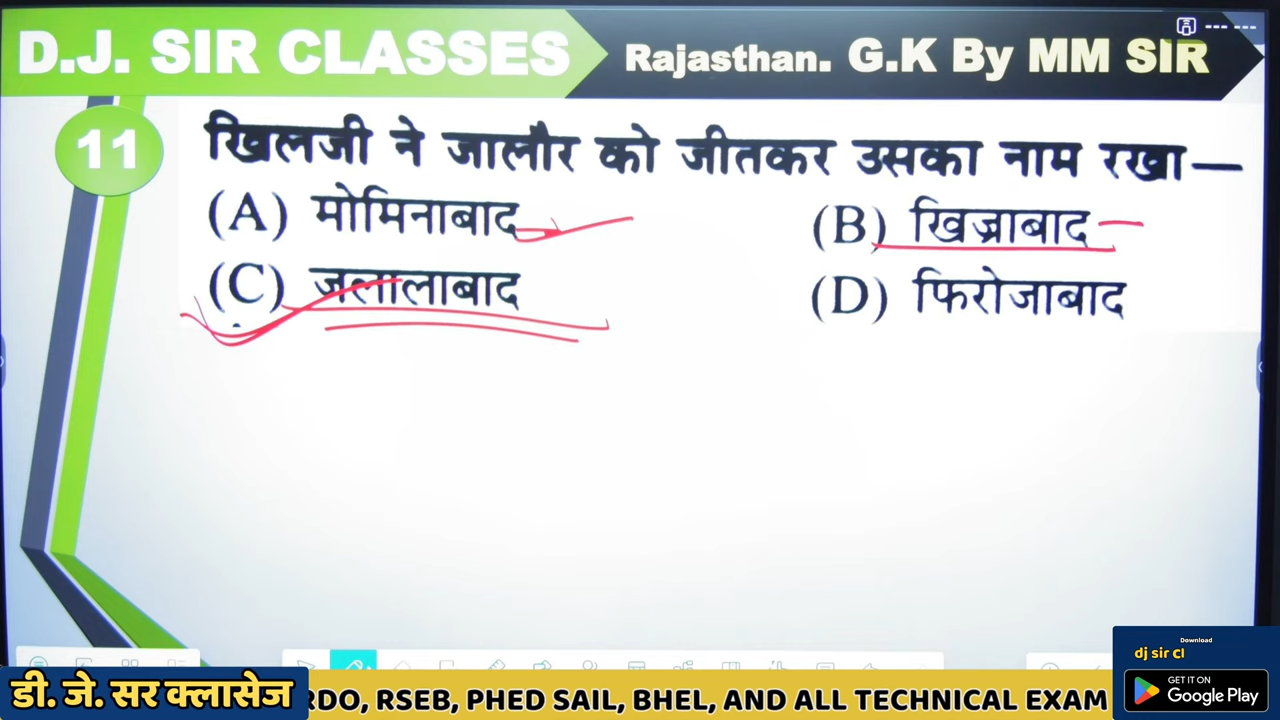 D.J. SIR CLASSES
Rajasthan. G.K By MM SIR
11
खिलजी ने जालौर को जीतकर उसका नाम रखा—
(A) मोमिनाबाद
(B) खिज्राबाद
(C) जलालाबाद
(D) फिरोजाबाद
Download
dj sir Cl
GET IT ON
Google Play
डी. जे. सर क्लासेज
RDO, RSEB, PHED SAIL, BHEL, AND ALL TECHNICAL EXAM